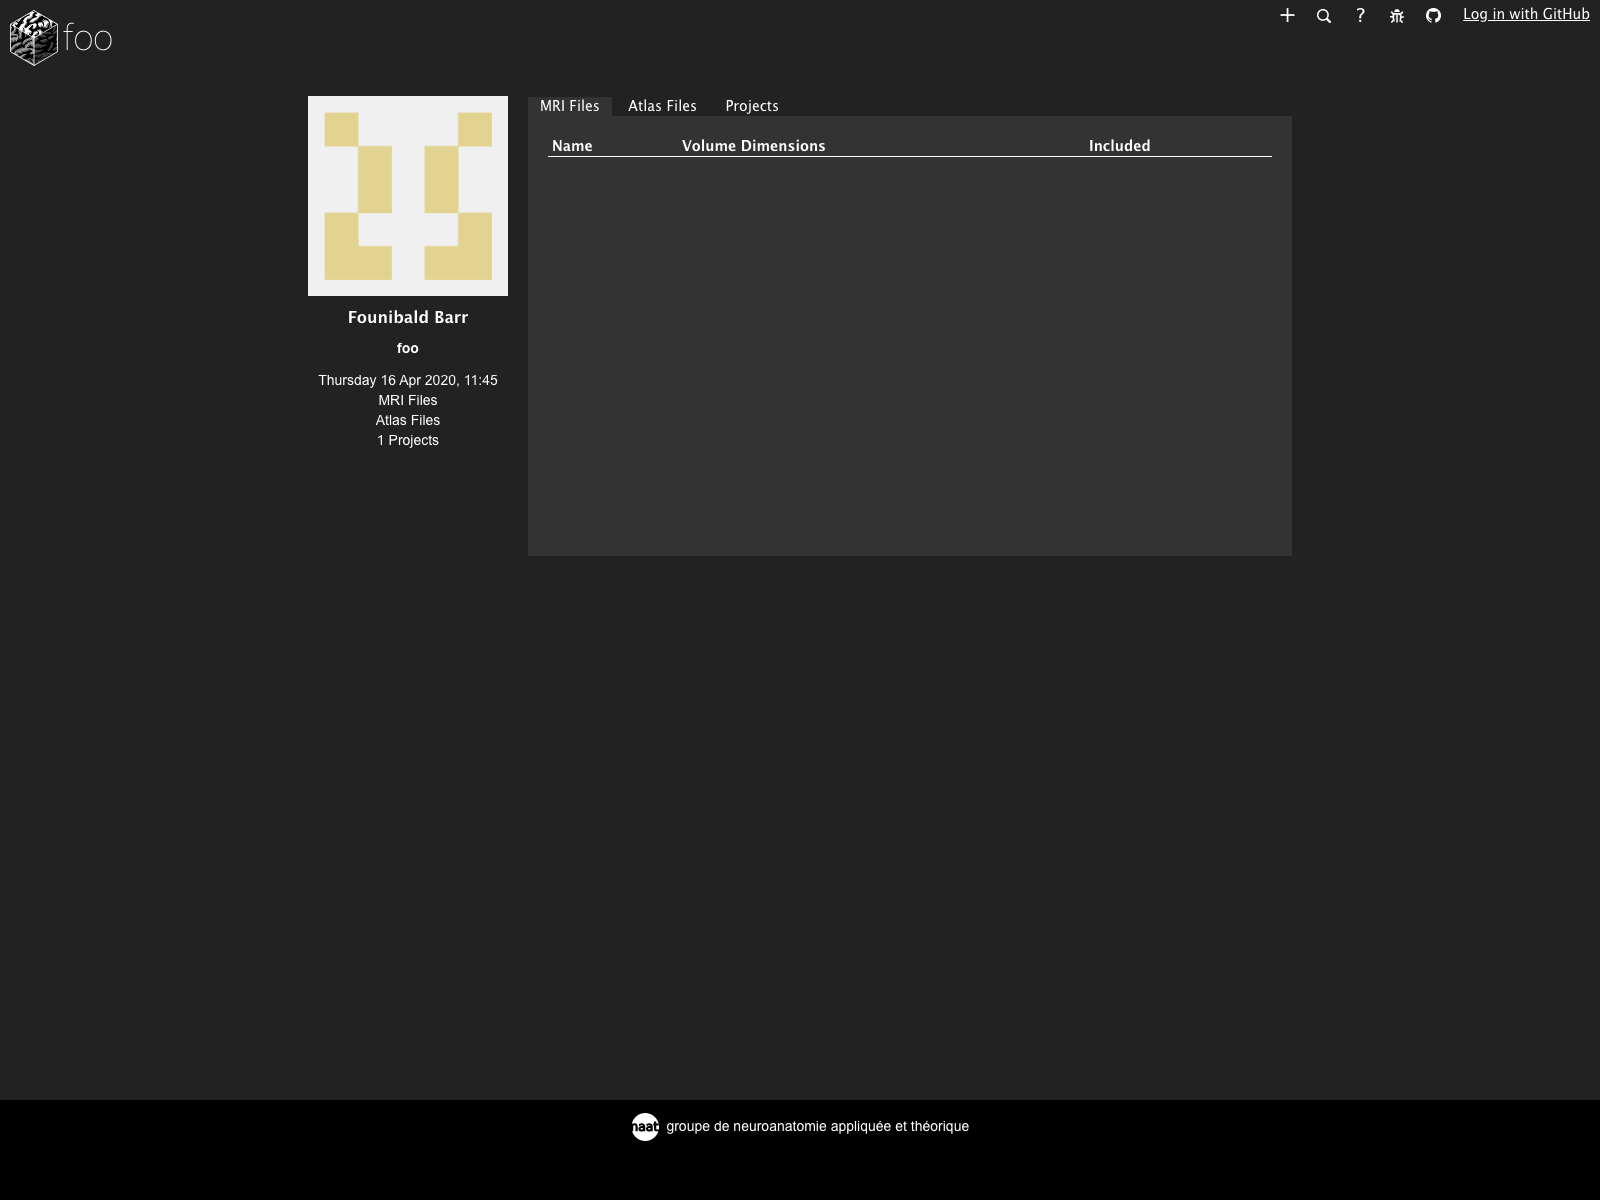 foo
? Log in with GitHub
MRI Files Atlas Files Projects
Name Volume Dimensions Included
Founibald Barr
foo
Thursday 16 Apr 2020, 11:45
MRI Files
Atlas Files
1 Projects
naat groupe de neuroanatomie appliquée et théorique